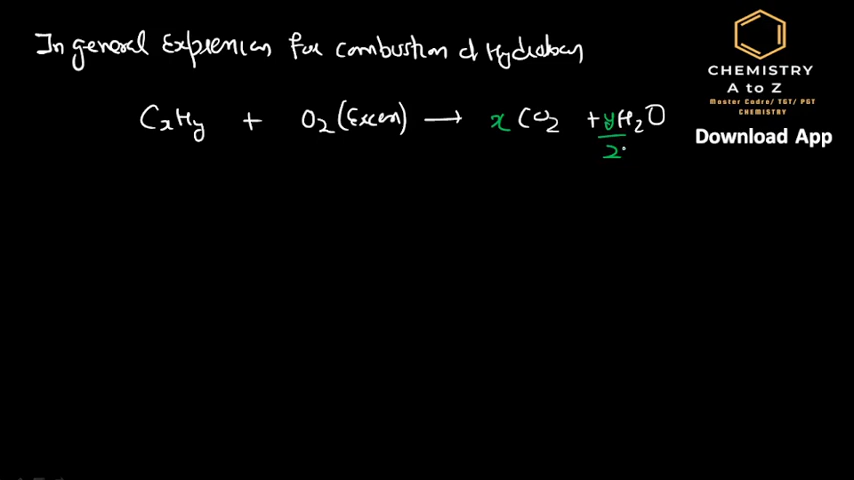 In general Expression for combustion of Hydrocarbon
CxHy + O2 (Excess) → x CO2 + y/2 H2O
CHEMISTRY
A to Z
Master Cadre/ TGT/ PGT
CHEMISTRY
Download App